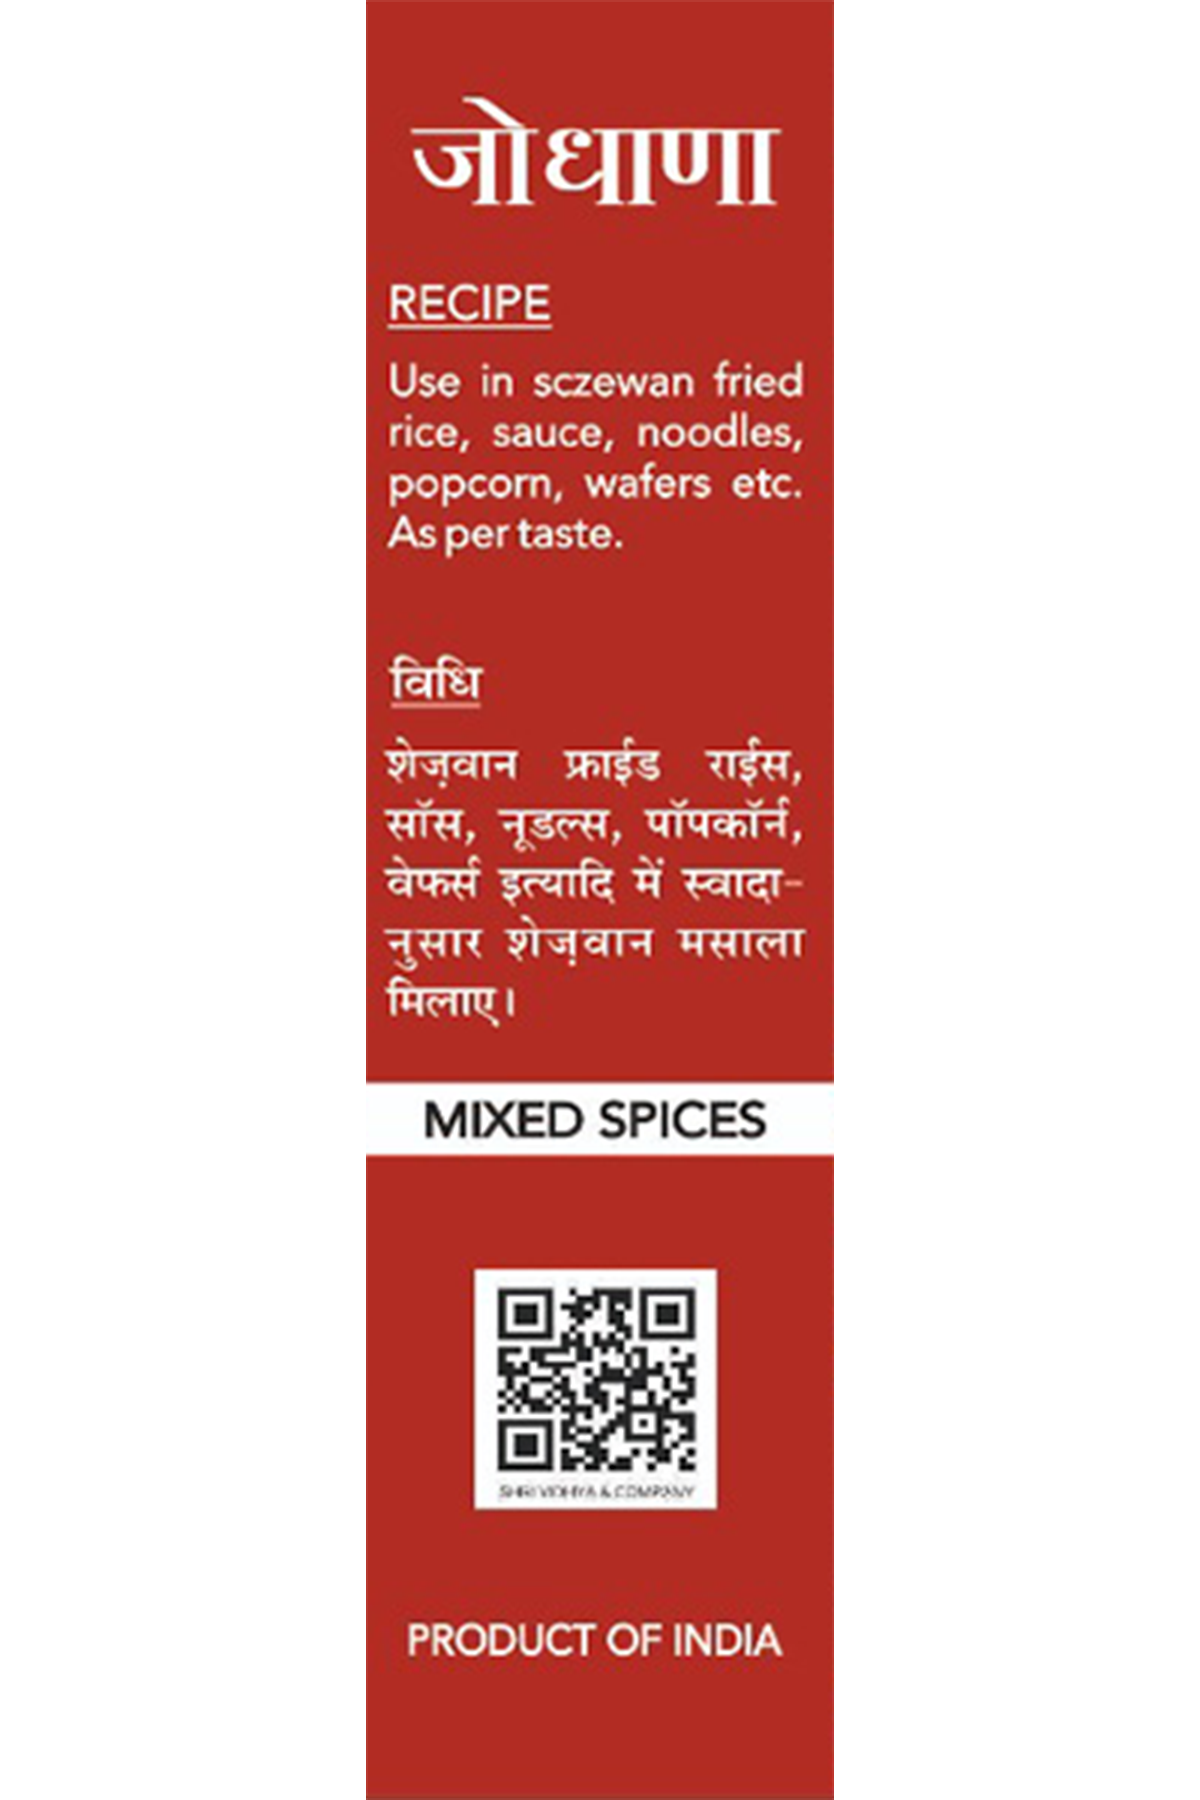 जोधाणा
RECIPE
Use in sczewan fried
rice, sauce, noodles,
popcorn, wafers etc.
As per taste.
विधि
शेज़वान फ्राईड राईस,
सॉस, नूडल्स, पॉपकॉर्न,
वेफर्स इत्यादि में स्वादा-
नुसार शेज़वान मसाला
मिलाए।
MIXED SPICES
SHRI VIDHYA & COMPANY
PRODUCT OF INDIA